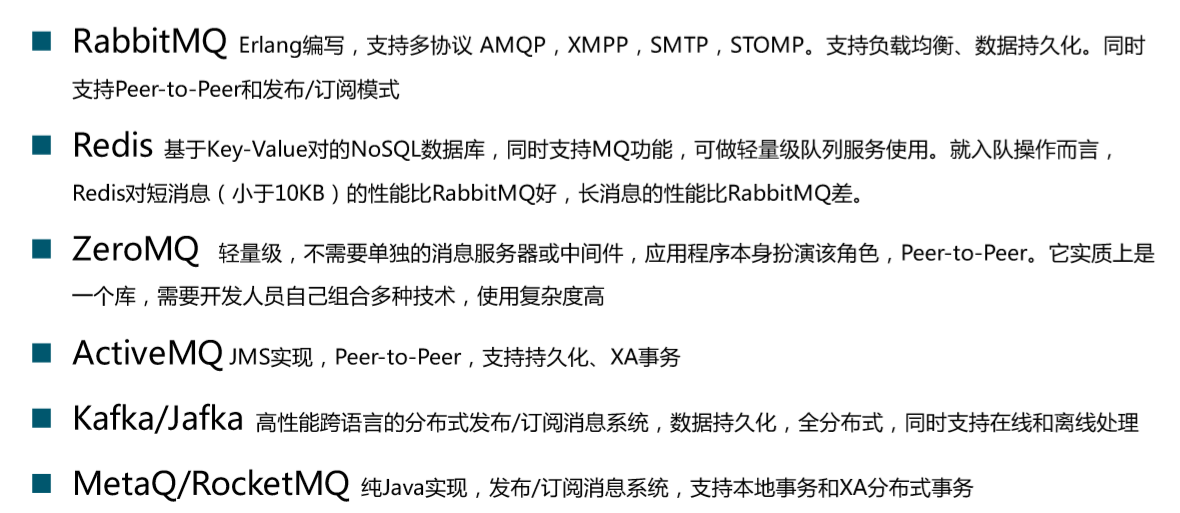 RabbitMQ Erlang编写，支持多协议 AMQP，XMPP，SMTP，STOMP。支持负载均衡、数据持久化。同时
支持Peer-to-Peer和发布/订阅模式
Redis 基于Key-Value对的NoSQL数据库，同时支持MQ功能，可做轻量级队列服务使用。就入队操作而言，
Redis对短消息（小于10KB）的性能比RabbitMQ好，长消息的性能比RabbitMQ差。
ZeroMQ 轻量级，不需要单独的消息服务器或中间件，应用程序本身扮演该角色，Peer-to-Peer。它实质上是
一个库，需要开发人员自己组合多种技术，使用复杂度高
ActiveMQ JMS实现，Peer-to-Peer，支持持久化、XA事务
Kafka/Jafka 高性能跨语言的分布式发布/订阅消息系统，数据持久化，全分布式，同时支持在线和离线处理
MetaQ/RocketMQ 纯Java实现，发布/订阅消息系统，支持本地事务和XA分布式事务